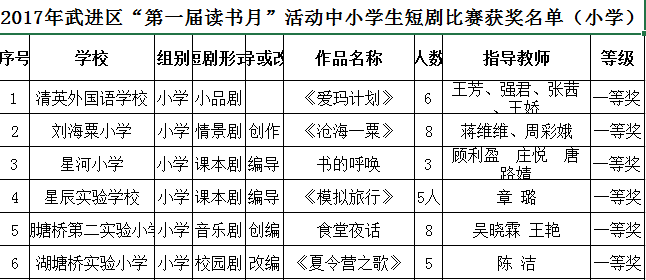 2017年武进区“第一届读书月”活动中小学生短剧比赛获奖名单（小学）
序号 学校 组别 短剧形式 导或改 作品名称 人数 指导教师 等级
1 清英外国语学校 小学 小品剧 《爱玛计划》 6 王芳、强君、张茜、王娇 一等奖
2 刘海粟小学 小学 情景剧 创作 《沧海一粟》 8 蒋维维、周彩娥 一等奖
3 星河小学 小学 课本剧 编导 书的呼唤 3 顾利盈 庄悦 唐路嫱 一等奖
4 星辰实验学校 小学 课本剧 编导 《模拟旅行》 5人 章 璐 一等奖
5 湖塘桥第二实验小学 小学 音乐剧 创编 食堂夜话 8 吴晓霖 王艳 一等奖
6 湖塘桥实验小学 小学 校园剧 改编 《夏令营之歌》 5 陈 洁 一等奖